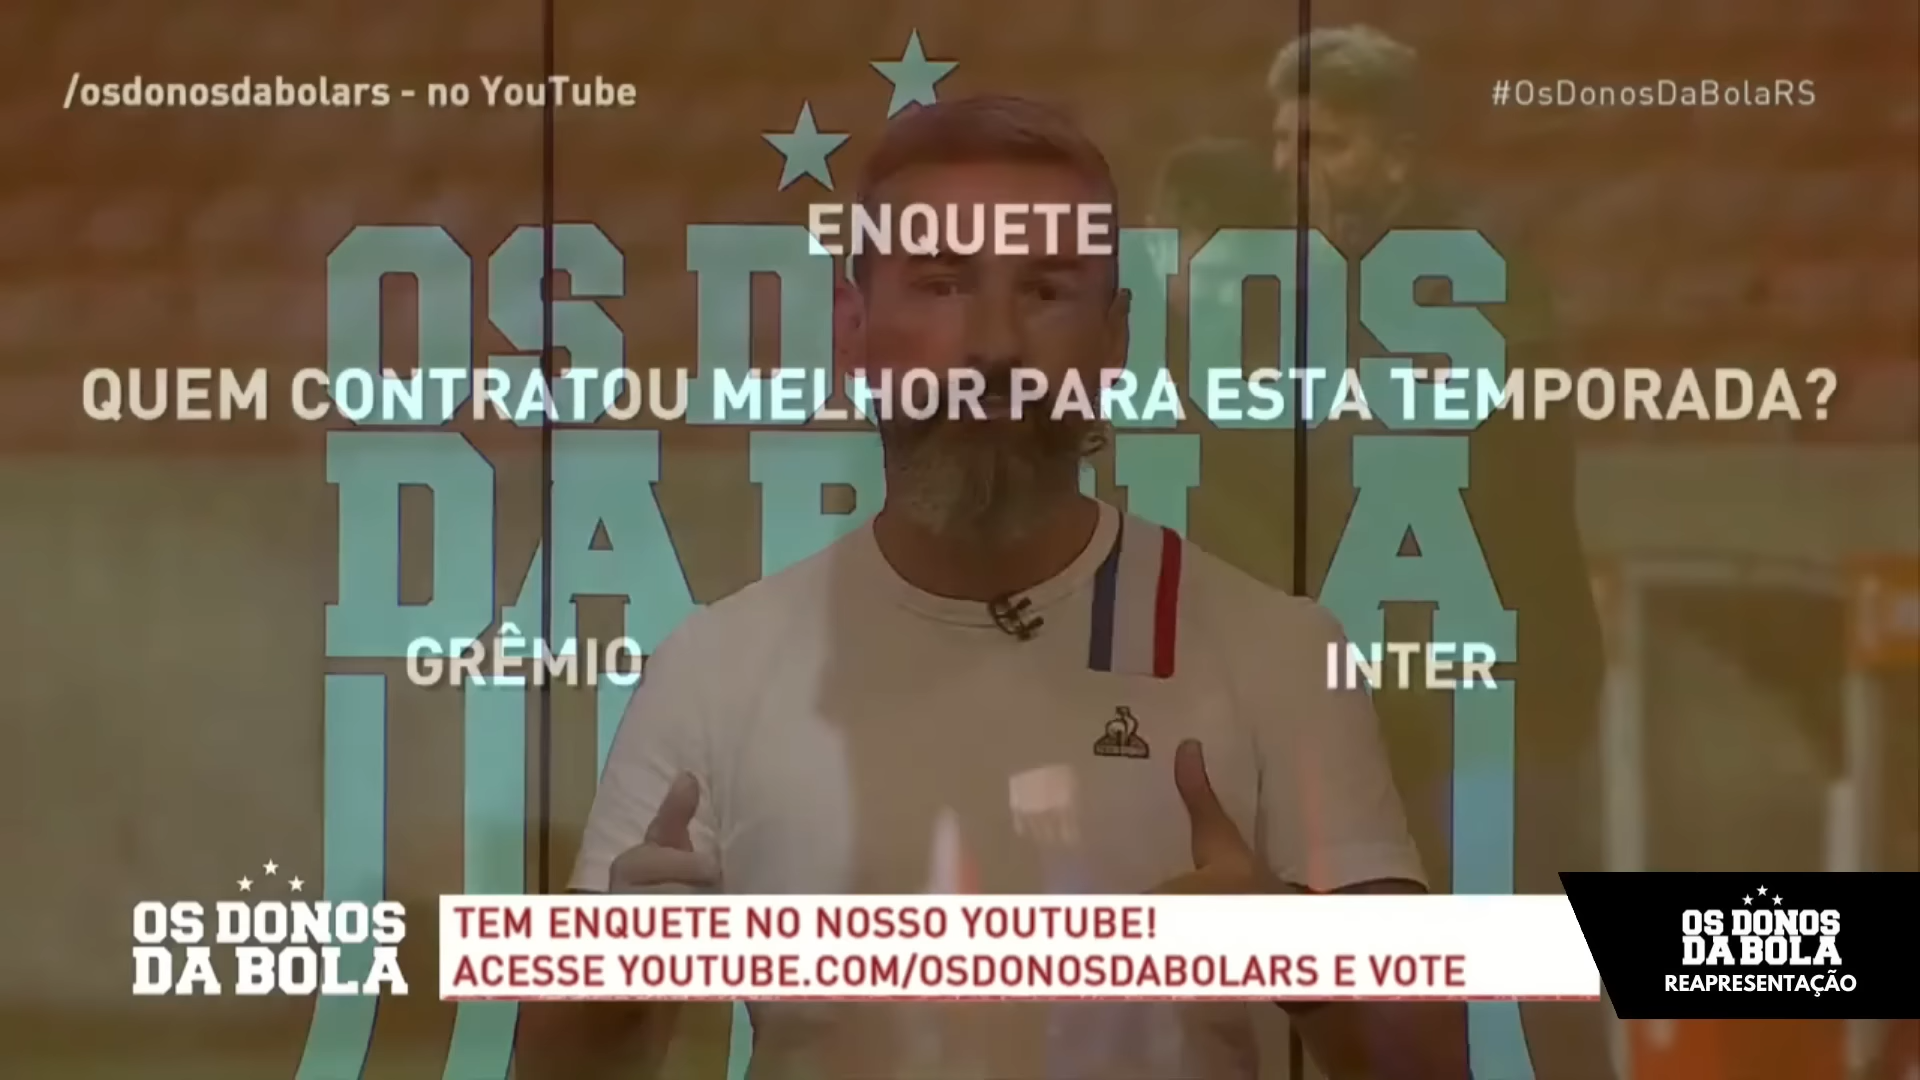 /osdonosdabolars - no YouTube
#OsDonosDaBolaRS
ENQUETE
OS DONOS
QUEM CONTRATOU MELHOR PARA ESTA TEMPORADA?
DA BOLA
GRÊMIO
INTER
OS DONOS
DA BOLA
TEM ENQUETE NO NOSSO YOUTUBE!
ACESSE YOUTUBE.COM/OSDONOSDABOLARS E VOTE
OS DONOS
DA BOLA
REAPRESENTAÇÃO